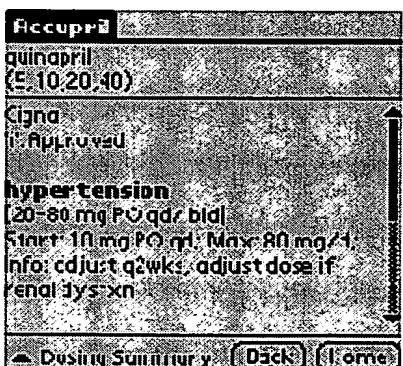 Accupril
quinapril
(5,10,20,40)
Cigna
Approved
hypertension
[20-80 mg PO qd/ bid]
Start: 10 mg PO qd, Max: 80 mg/d,
Info: adjust q2wks, adjust dose if
renal dysfxn
Dosing Summary Back Home